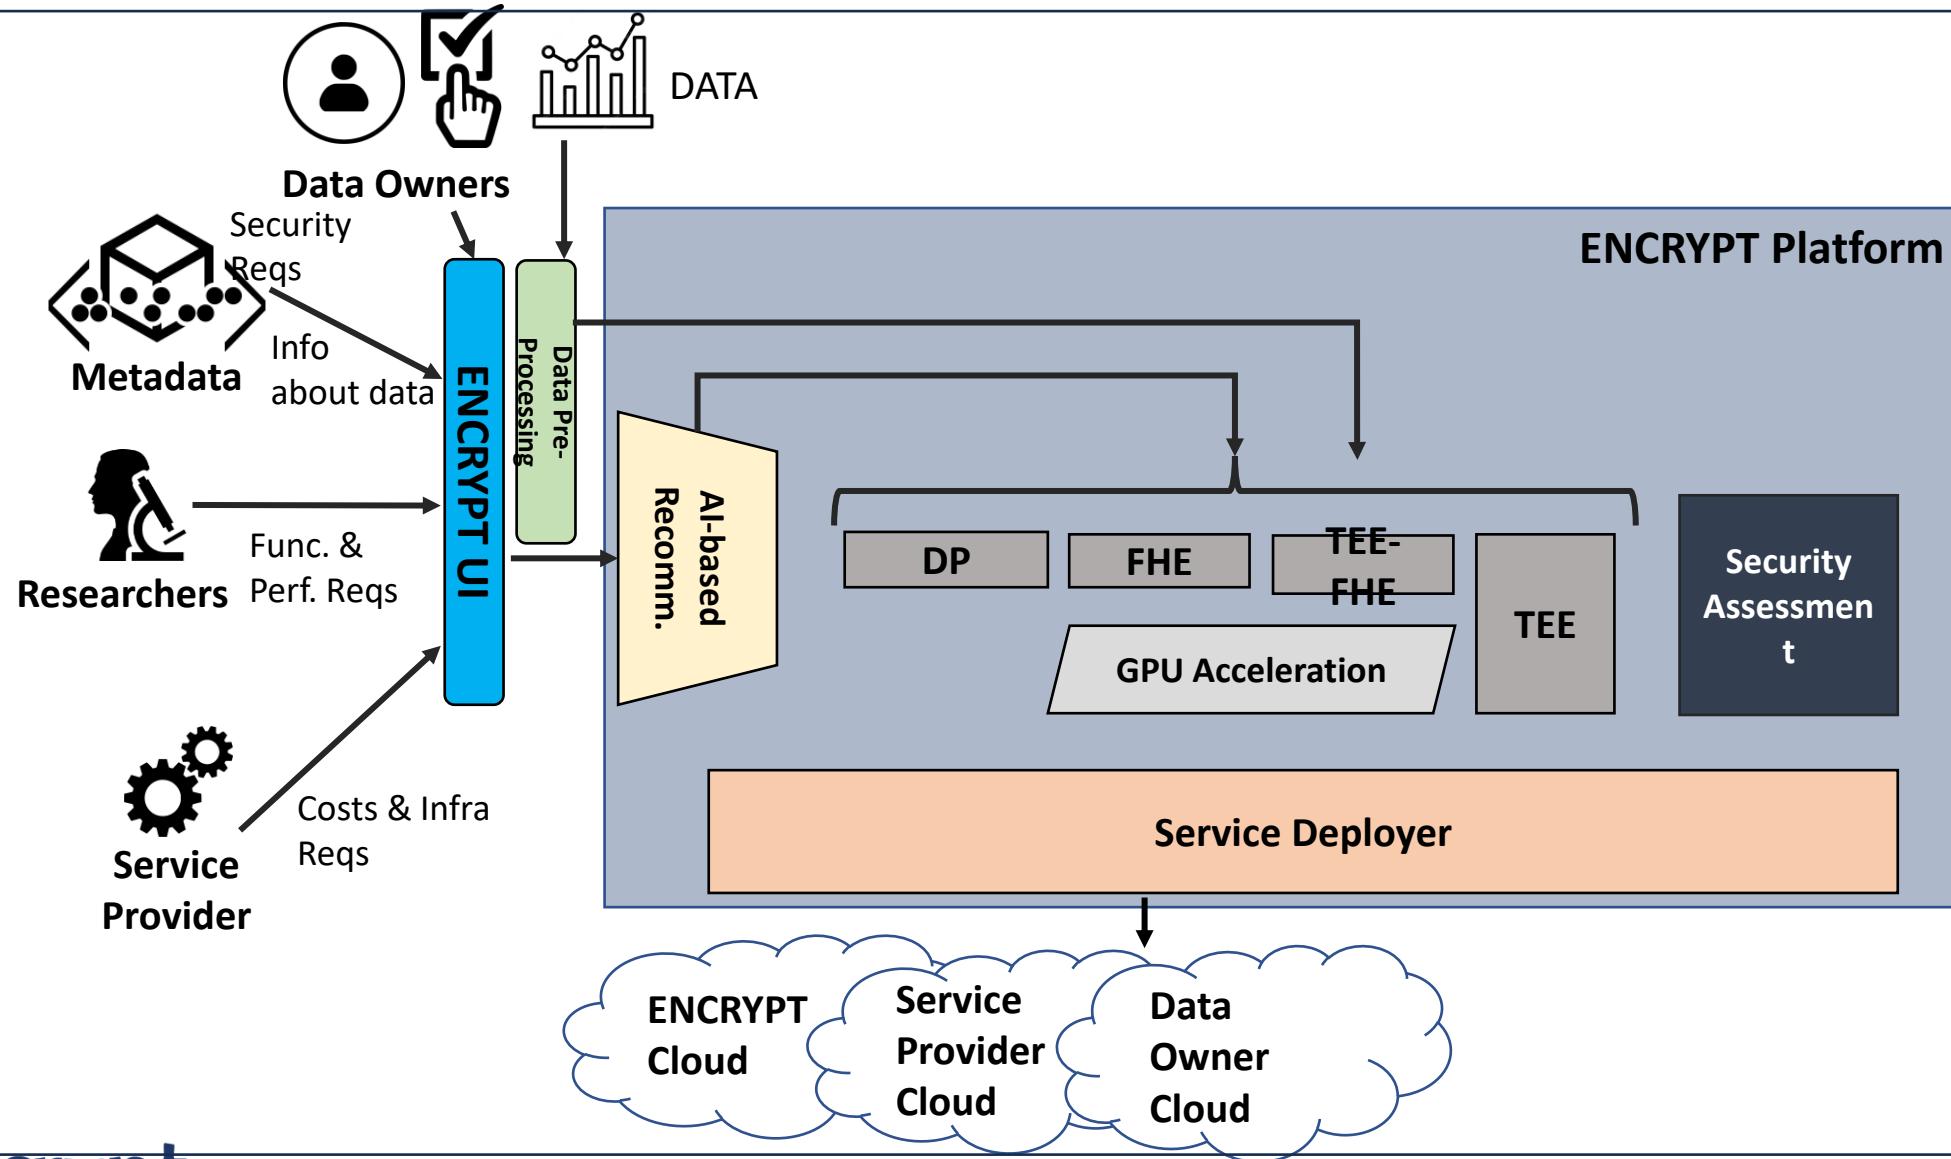 DATA
Data Owners
Security
Reqs
Metadata
Info
about data
Researchers
Func. &
Perf. Reqs
Service
Provider
Costs & Infra
Reqs
ENCRYPT UI
Data Pre-
Processing
ENCRYPT Platform
AI-based
Recomm.
DP
FHE
TEE-
FHE
TEE
GPU Acceleration
Security
Assessmen
t
Service Deployer
ENCRYPT
Cloud
Service
Provider
Cloud
Data
Owner
Cloud